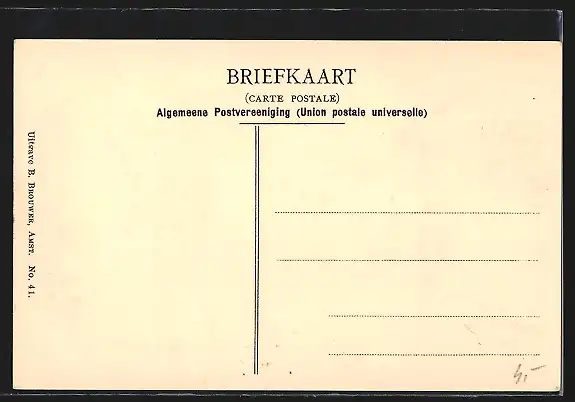 BRIEFKAART
(CARTE POSTALE)
Algemeene Postvereeniging (Union postale universelle)
Uitgave B. Brouwer, Amst. No. 41.